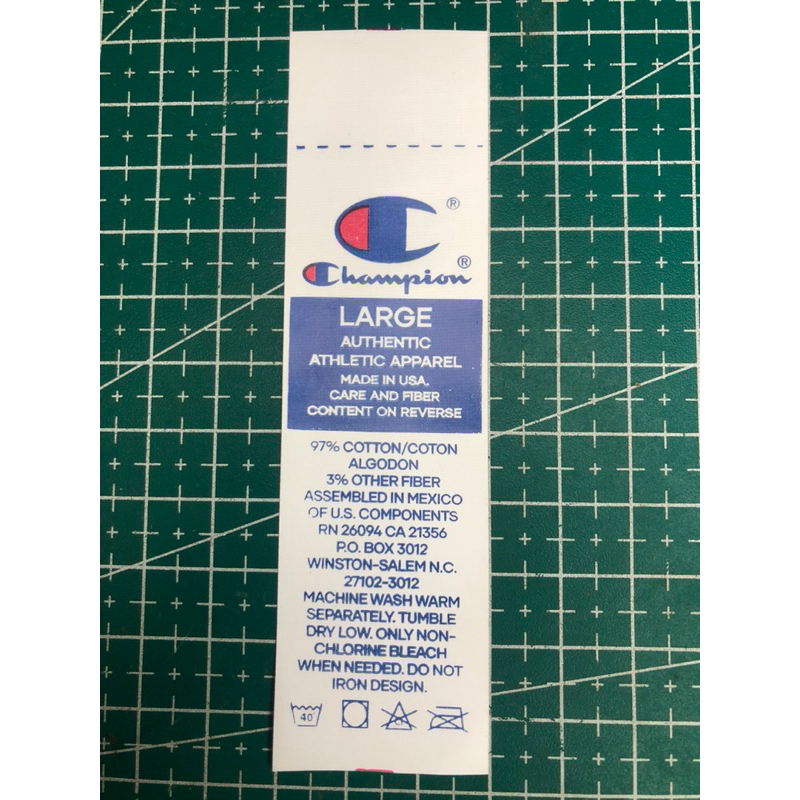 ®
Champion®
LARGE
AUTHENTIC
ATHLETIC APPAREL
MADE IN USA.
CARE AND FIBER
CONTENT ON REVERSE
97% COTTON/COTON
ALGODON
3% OTHER FIBER
ASSEMBLED IN MEXICO
OF U.S. COMPONENTS
RN 26094 CA 21356
P.O. BOX 3012
WINSTON-SALEM N.C.
27102-3012
MACHINE WASH WARM
SEPARATELY. TUMBLE
DRY LOW. ONLY NON-
CHLORINE BLEACH
WHEN NEEDED. DO NOT
IRON DESIGN.
40